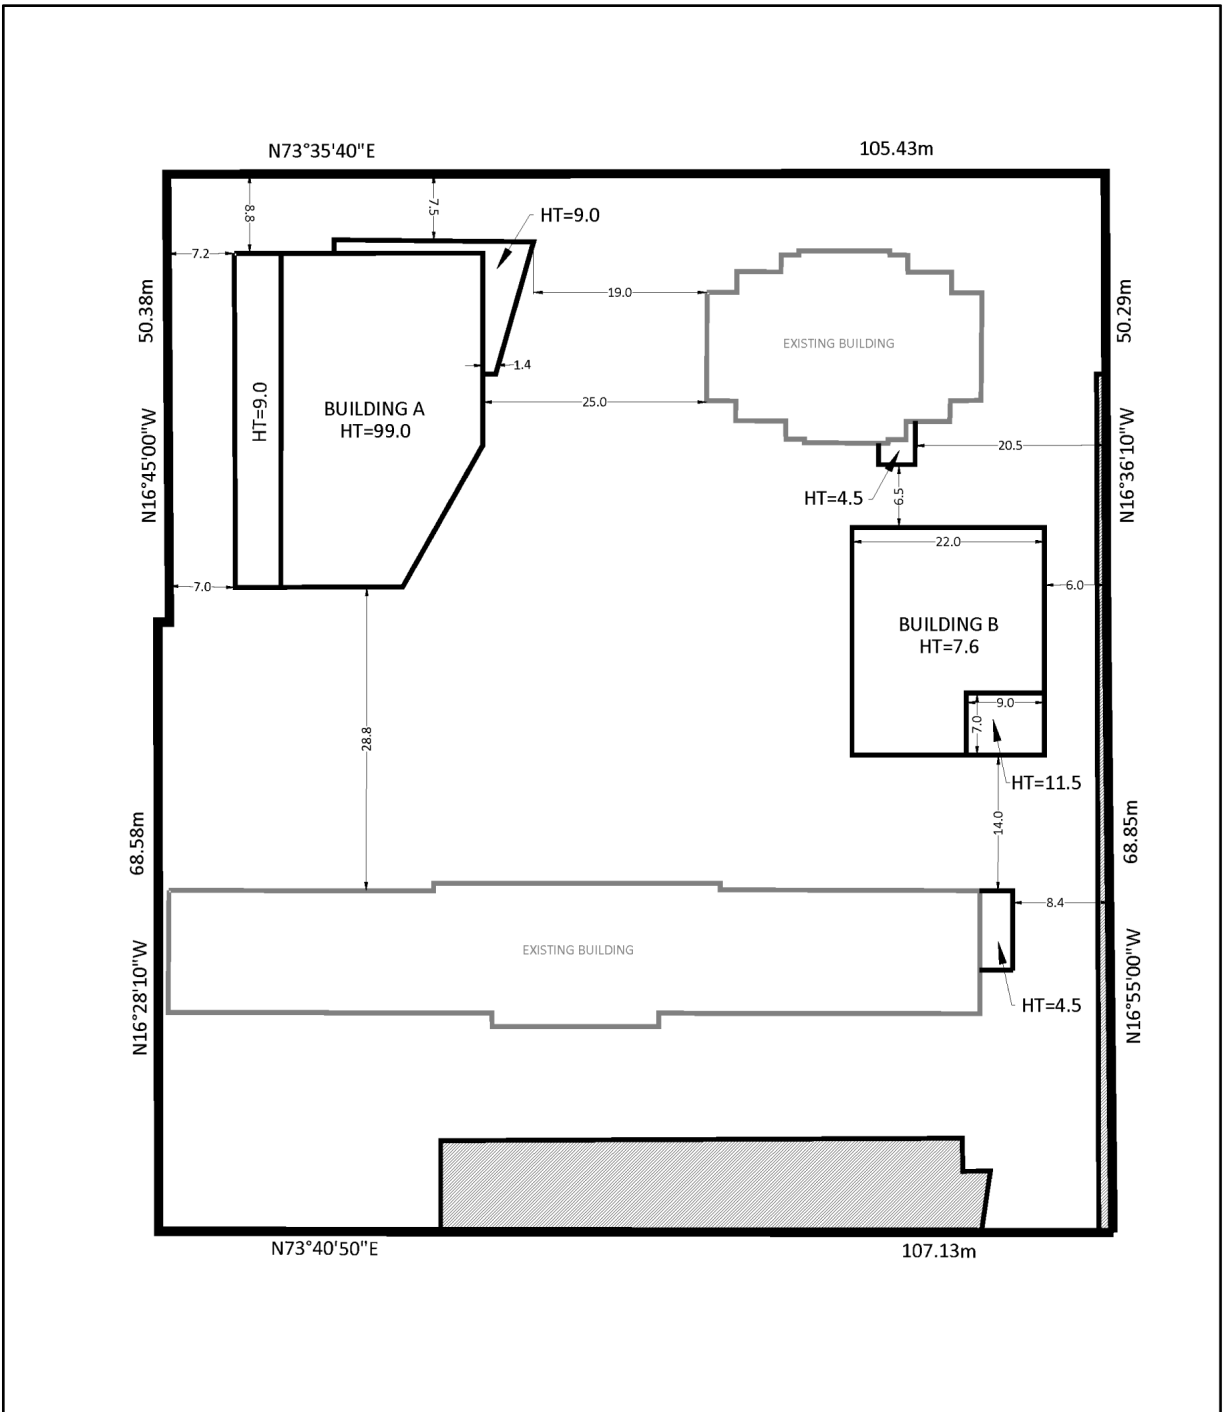 N73°35'40"E
105.43m
8.8
7.5
HT=9.0
7.2
50.38m
19.0
50.29m
EXISTING BUILDING
1.4
HT=9.0
BUILDING A
HT=99.0
25.0
N16°45'00"W
20.5
N16°36'10"W
HT=4.5
6.5
22.0
7.0
6.0
BUILDING B
HT=7.6
9.0
7.0
28.8
HT=11.5
14.0
68.58m
68.85m
8.4
EXISTING BUILDING
N16°28'10"W
N16°55'00"W
HT=4.5
N73°40'50"E
107.13m